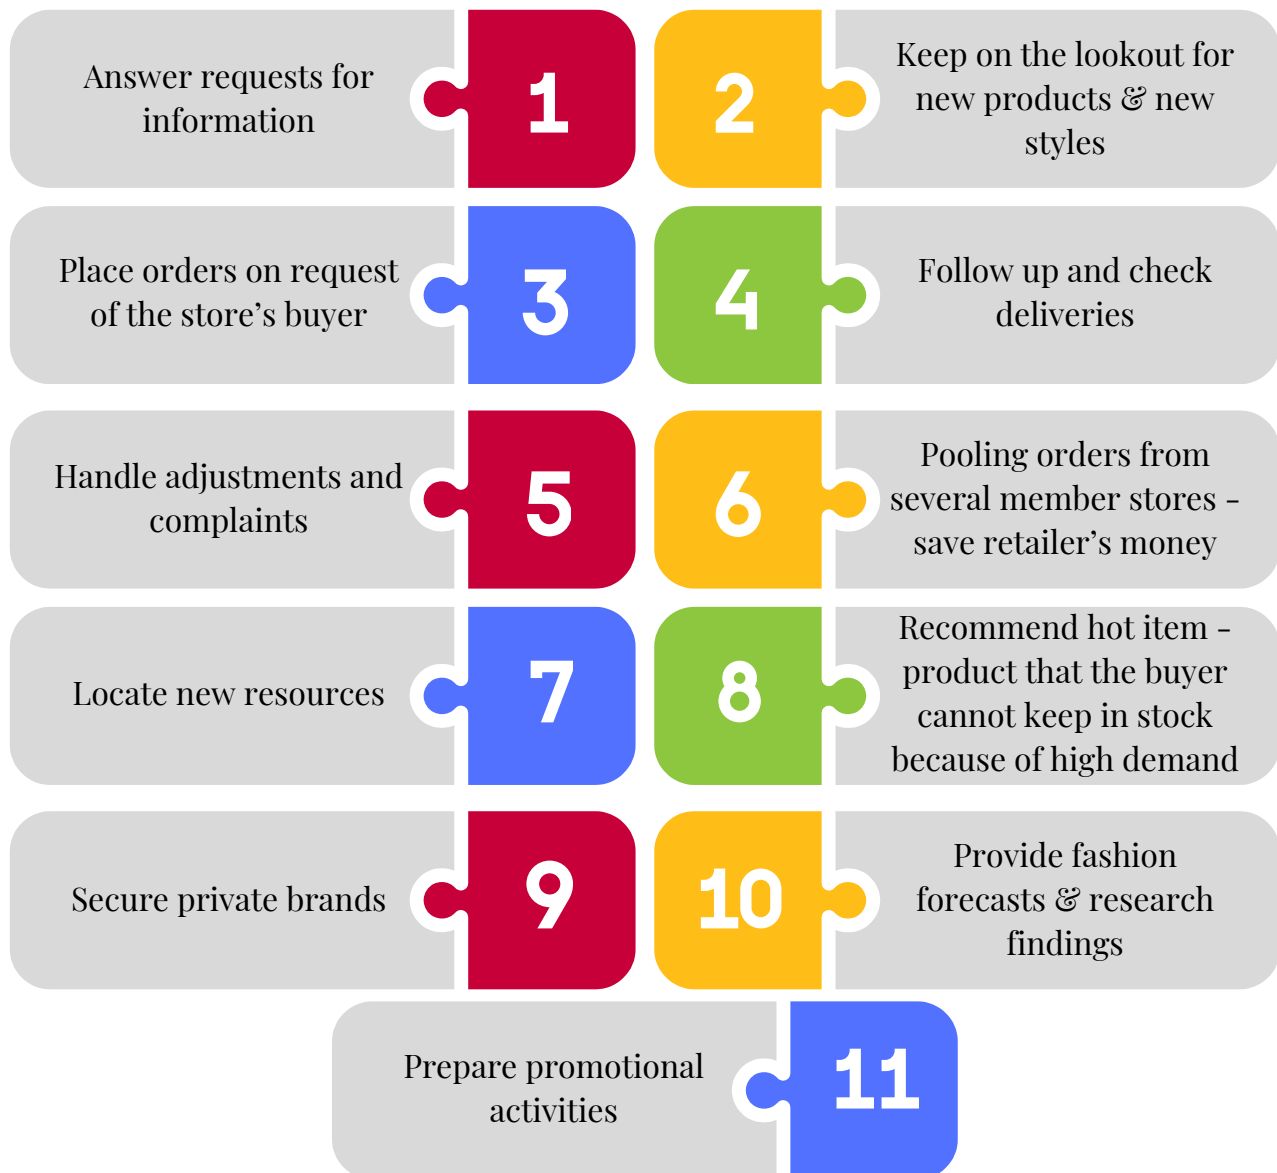 Answer requests for
information
1
2
Keep on the lookout for
new products & new
styles
Place orders on request
of the store’s buyer
3
4
Follow up and check
deliveries
Handle adjustments and
complaints
5
6
Pooling orders from
several member stores -
save retailer’s money
Locate new resources
7
8
Recommend hot item -
product that the buyer
cannot keep in stock
because of high demand
Secure private brands
9
10
Provide fashion
forecasts & research
findings
Prepare promotional
activities
11